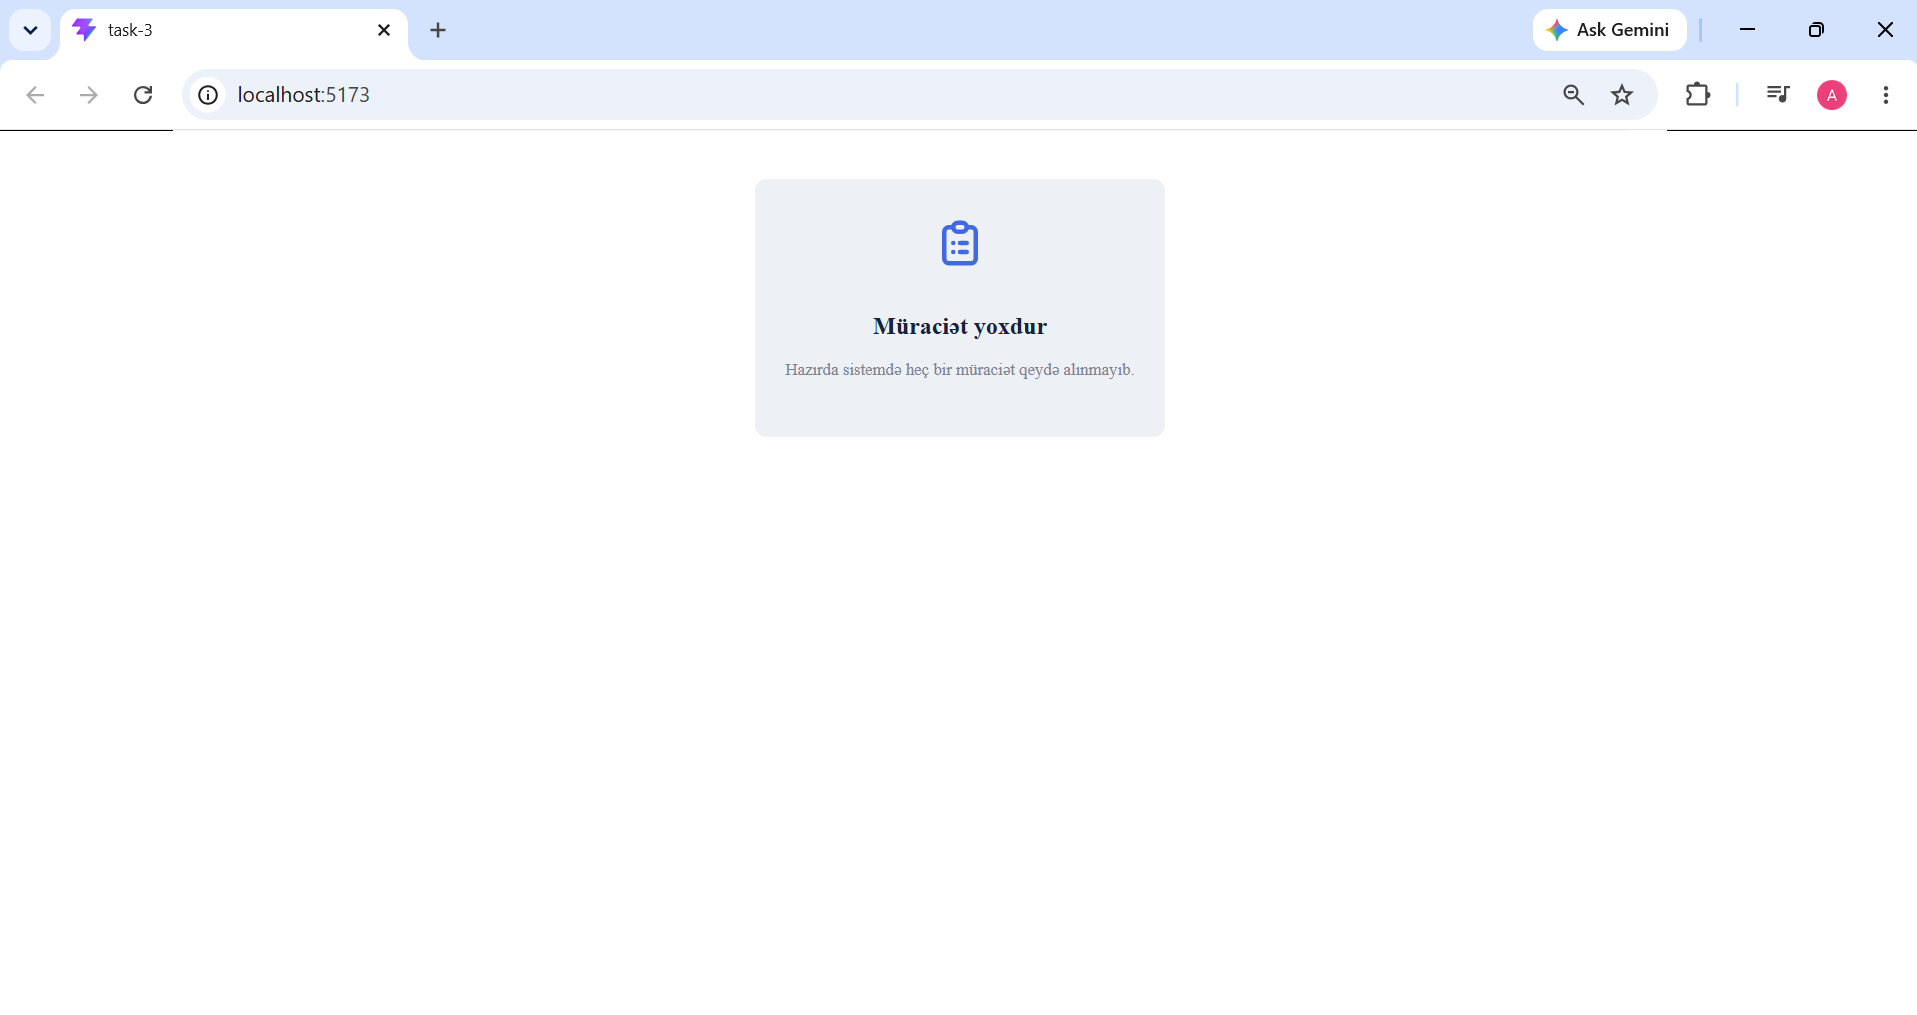 task-3
Ask Gemini
localhost:5173
A
Müraciət yoxdur
Hazırda sistemdə heç bir müraciət qeydə alınmayıb.